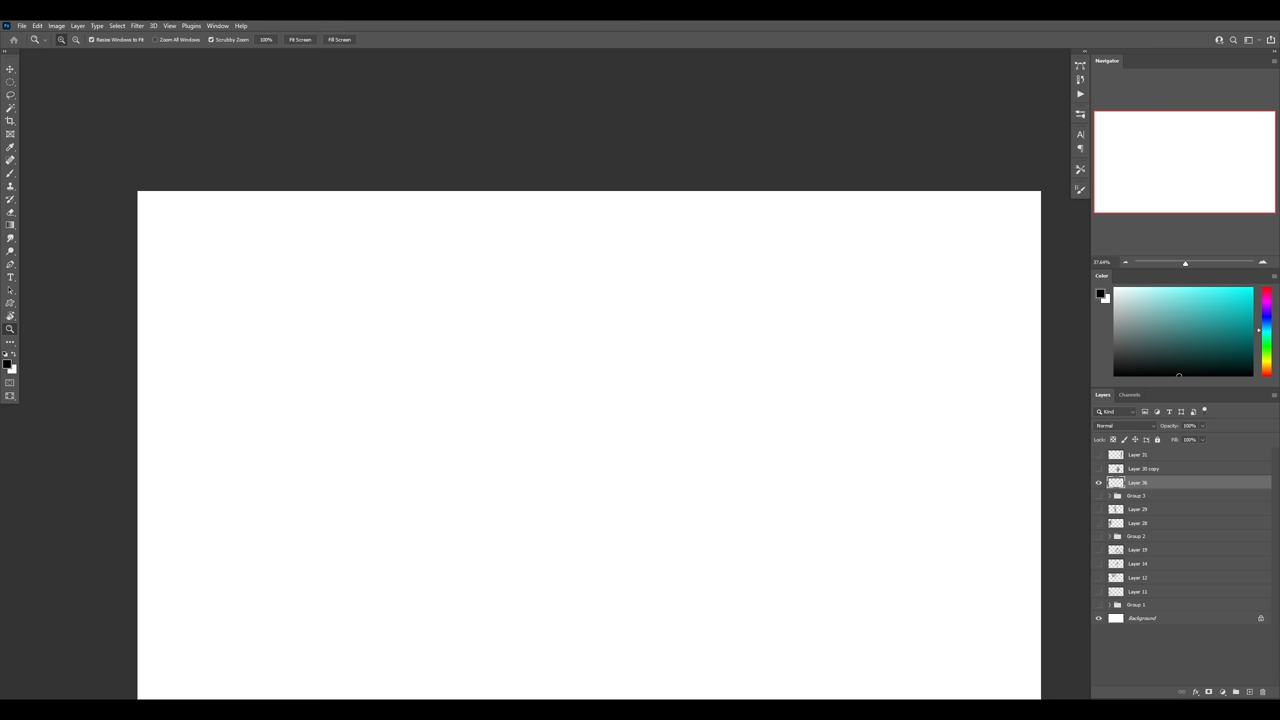 Ps File Edit Image Layer Type Select Filter 3D View Plugins Window Help
Resize Windows to Fit Zoom All Windows Scrubby Zoom 100% Fit Screen Fill Screen
Navigator
37.64%
Color
Layers Channels
Kind
Normal Opacity: 100%
Lock: Fill: 100%
Layer 31
Layer 30 copy
Layer 36
Group 3
Layer 29
Layer 28
Group 2
Layer 19
Layer 14
Layer 12
Layer 11
Group 1
Background